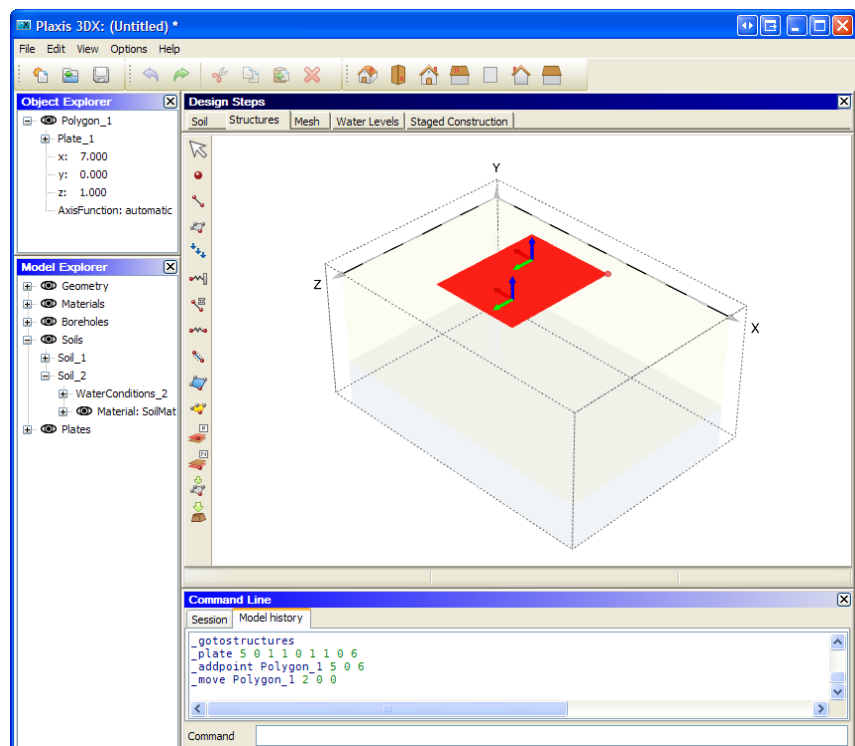 Plaxis 3DX: (Untitled) *
File Edit View Options Help
Object Explorer
Polygon_1
Plate_1
x: 7.000
y: 0.000
z: 1.000
AxisFunction: automatic
Model Explorer
Geometry
Materials
Boreholes
Soils
Soil_1
Soil_2
WaterConditions_2
Material: SoilMat
Plates
Design Steps
Soil Structures Mesh Water Levels Staged Construction
Y
Z
X
Command Line
Session Model history
_gotostructures
_plate 5 0 1 1 0 1 1 0 6
_addpoint Polygon_1 5 0 6
_move Polygon_1 2 0 0
Command